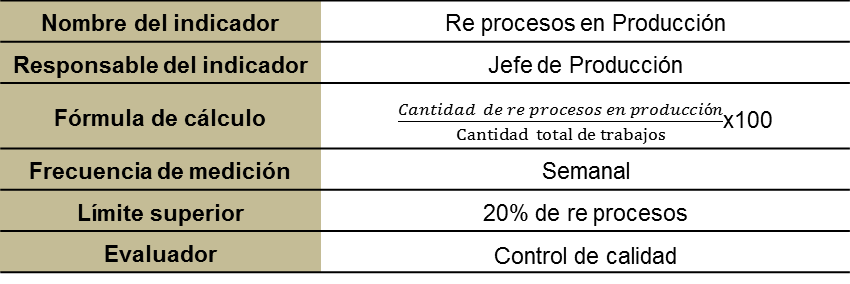 Nombre del indicador Re procesos en Producción
Responsable del indicador Jefe de Producción
Fórmula de cálculo Cantidad de re procesos en producción
Cantidad total de trabajos x100
Frecuencia de medición Semanal
Límite superior 20% de re procesos
Evaluador Control de calidad